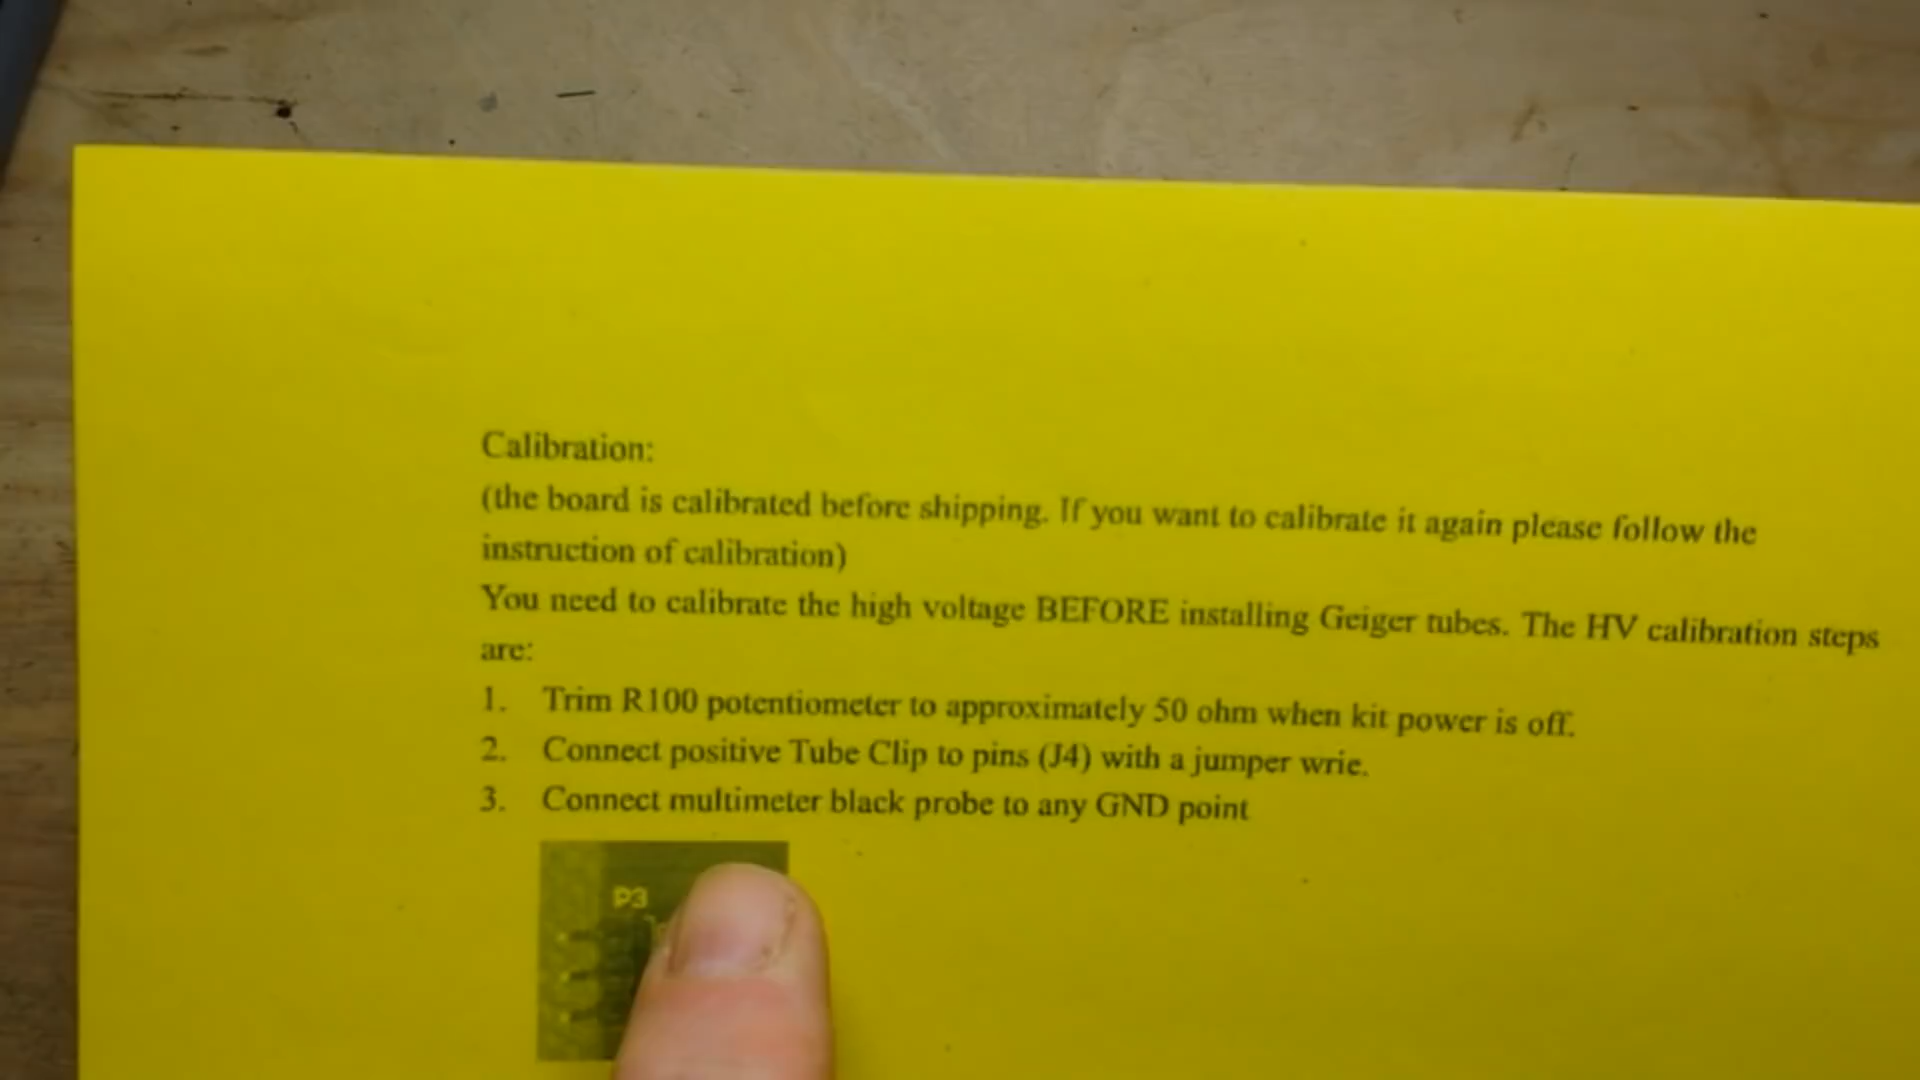 Calibration:
(the board is calibrated before shipping. If you want to calibrate it again please follow the
instruction of calibration)
You need to calibrate the high voltage BEFORE installing Geiger tubes. The HV calibration steps
are:
1. Trim R100 potentiometer to approximately 50 ohm when kit power is off.
2. Connect positive Tube Clip to pins (J4) with a jumper wrie.
3. Connect multimeter black probe to any GND point
P3